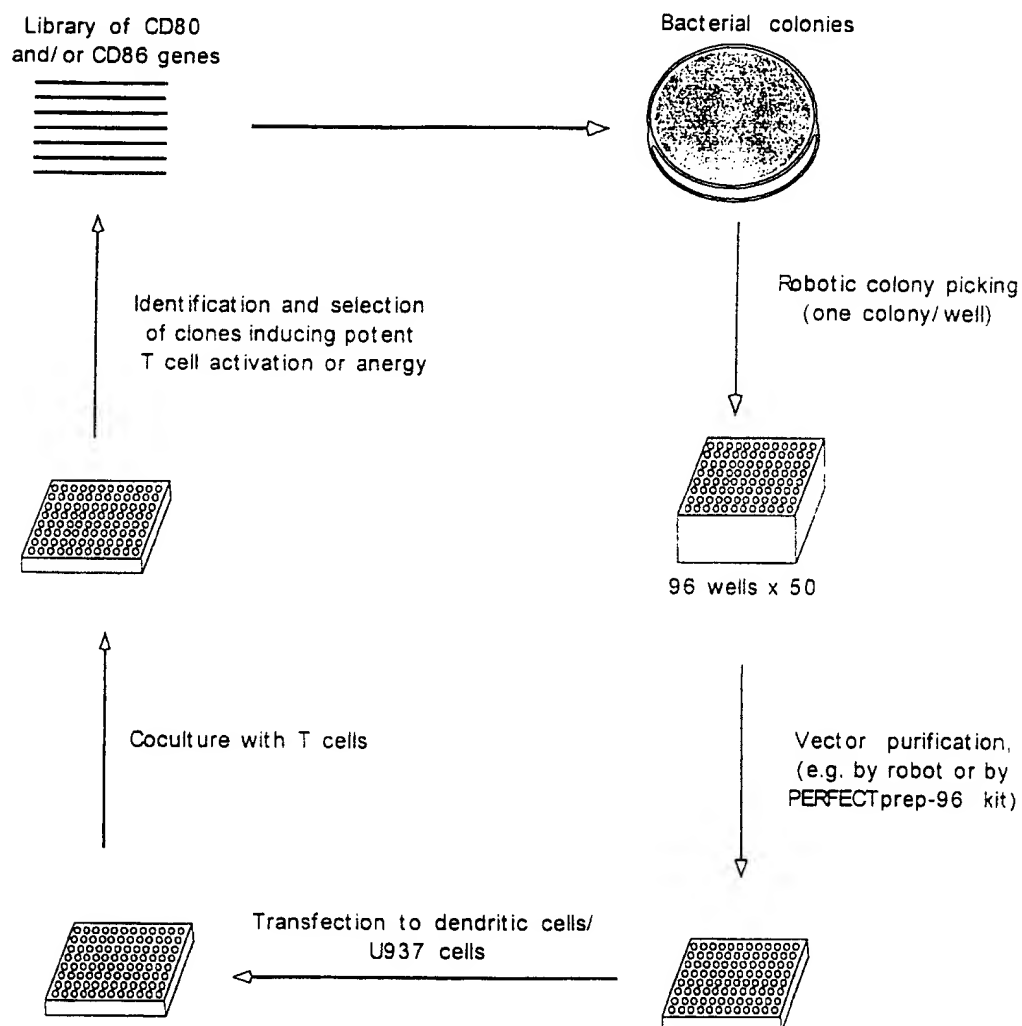 Library of CD80
and/or CD86 genes
Bacterial colonies
Robotic colony picking
(one colony/well)
Identification and selection
of clones inducing potent
T cell activation or anergy
96 wells x 50
Coculture with T cells
Vector purification,
(e.g. by robot or by
PERFECTprep-96 kit)
Transfection to dendritic cells/
U937 cells